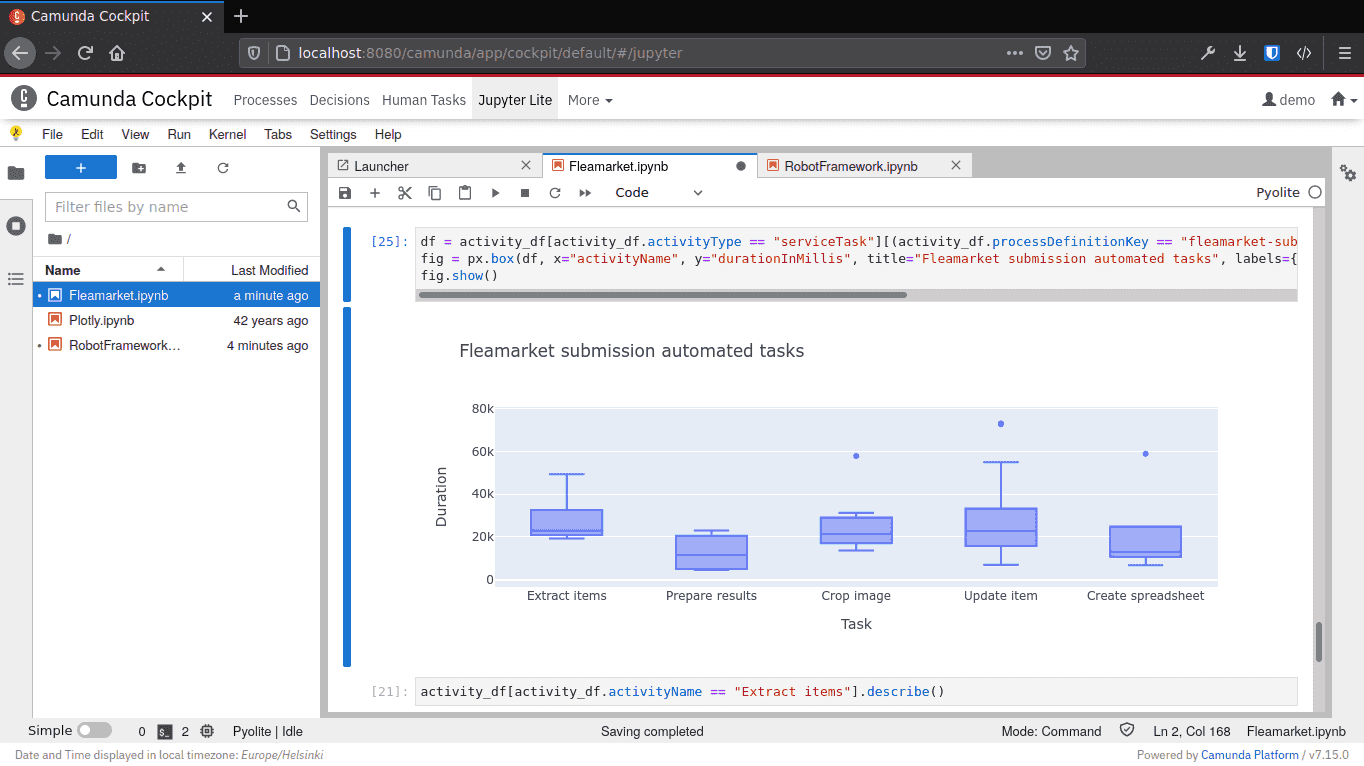 Camunda Cockpit
localhost:8080/camunda/app/cockpit/default/#/jupyter
Camunda Cockpit Processes Decisions Human Tasks Jupyter Lite More demo
File Edit View Run Kernel Tabs Settings Help
Launcher Fleamarket.ipynb RobotFramework.ipynb
Code Pyolite
Filter files by name
/
Name Last Modified
Fleamarket.ipynb a minute ago
Plotly.ipynb 42 years ago
RobotFramework… 4 minutes ago
[25]: df = activity_df[activity_df.activityType == "serviceTask"][(activity_df.processDefinitionKey == "fleamarket-sub
fig = px.box(df, x="activityName", y="durationInMillis", title="Fleamarket submission automated tasks", labels={
fig.show()
Fleamarket submission automated tasks
80k
60k
40k
20k
0
Duration
Extract items Prepare results Crop image Update item Create spreadsheet
Task
[21]: activity_df[activity_df.activityName == "Extract items"].describe()
Simple 0 $_ 2 Pyolite | Idle Saving completed Mode: Command Ln 2, Col 168 Fleamarket.ipynb
Date and Time displayed in local timezone: Europe/Helsinki Powered by Camunda Platform / v7.15.0